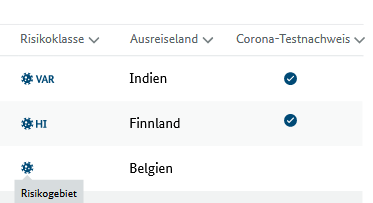 Risikoklasse Ausreiseland Corona-Testnachweis
VAR Indien
HI Finnland
Belgien
Risikogebiet